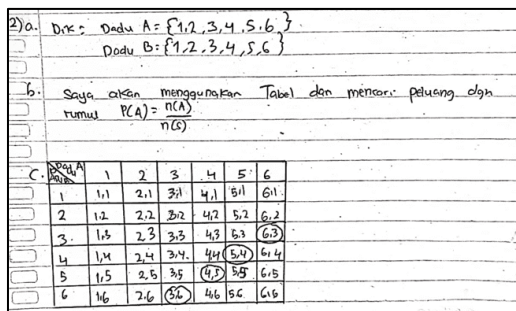 2) a. Dik : Dadu A = {1,2,3,4,5,6}
Dadu B = {1,2,3,4,5,6}
b. Saya akan menggunakan Tabel dan mencari peluang dgn
rumus P(A) = n(A)/n(S)
C. Dadu A 1 2 3 4 5 6
1 1,1 2,1 3,1 4,1 5,1 6,1
2 1,2 2,2 3,2 4,2 5,2 6,2
3. 1,3 2 3 3,3 4,3 5,3 6,3
4 1,4 2,4 3,4. 4,4 5,4 6,4
5 1,5 2,5 3,5 4,5 5,5 6,5
6 1,6 2,6 3,6 4,6 5,6 6,6